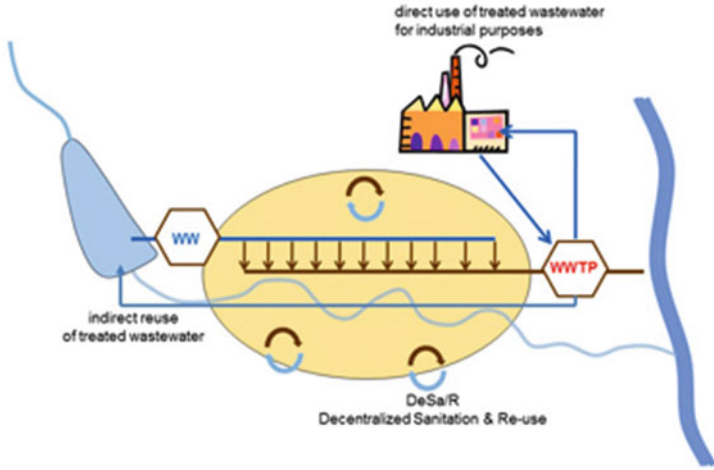 direct use of treated wastewater
for industrial purposes
WW
WWTP
indirect reuse
of treated wastewater
DeSa/R
Decentralized Sanitation & Re-use